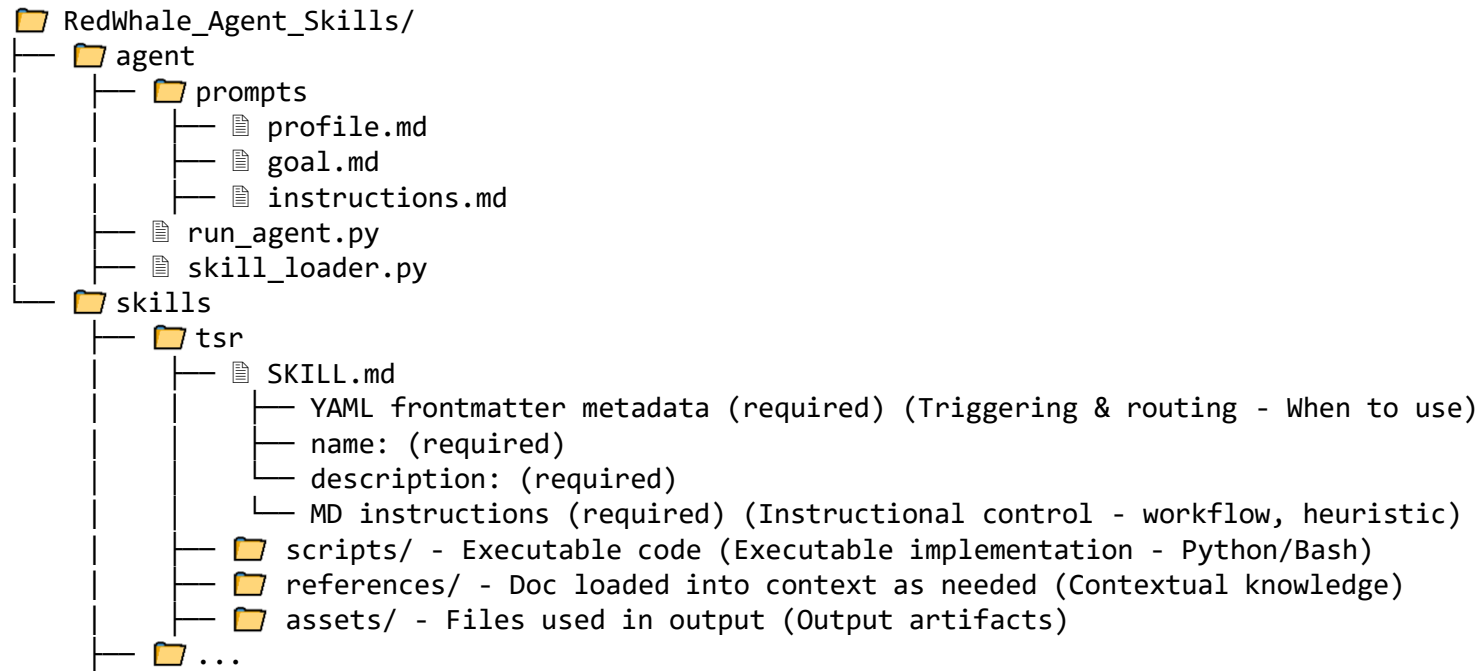 RedWhale_Agent_Skills/
├── agent
│   ├── prompts
│   │   ├── profile.md
│   │   ├── goal.md
│   │   ├── instructions.md
│   ├── run_agent.py
│   ├── skill_loader.py
└── skills
    ├── tsr
    │   ├── SKILL.md
    │   │   ├── YAML frontmatter metadata (required) (Triggering & routing - When to use)
    │   │   ├── name: (required)
    │   │   └── description: (required)
    │   │   └── MD instructions (required) (Instructional control - workflow, heuristic)
    │   ├── scripts/ - Executable code (Executable implementation - Python/Bash)
    │   ├── references/ - Doc loaded into context as needed (Contextual knowledge)
    │   ├── assets/ - Files used in output (Output artifacts)
    ├── ...